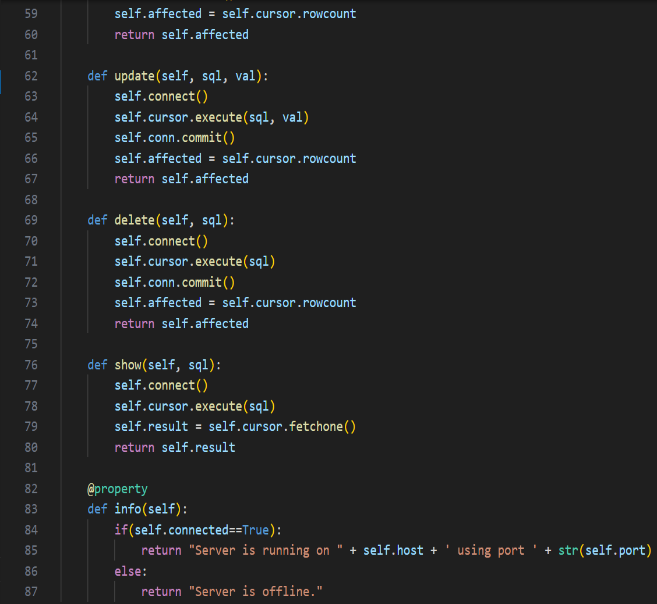 59 self.affected = self.cursor.rowcount
60 return self.affected
61
62 def update(self, sql, val):
63 self.connect()
64 self.cursor.execute(sql, val)
65 self.conn.commit()
66 self.affected = self.cursor.rowcount
67 return self.affected
68
69 def delete(self, sql):
70 self.connect()
71 self.cursor.execute(sql)
72 self.conn.commit()
73 self.affected = self.cursor.rowcount
74 return self.affected
75
76 def show(self, sql):
77 self.connect()
78 self.cursor.execute(sql)
79 self.result = self.cursor.fetchone()
80 return self.result
81
82 @property
83 def info(self):
84 if(self.connected==True):
85 return "Server is running on " + self.host + ' using port ' + str(self.port)
86 else:
87 return "Server is offline."